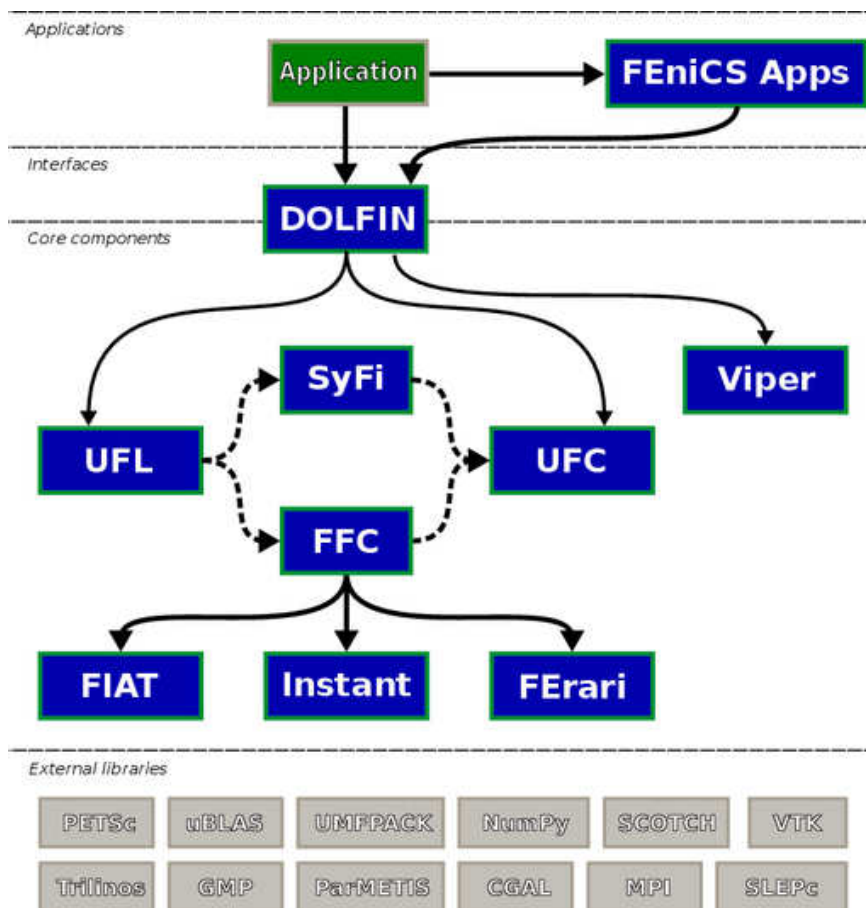 Applications
Application
FEniCS Apps
Interfaces
DOLFIN
Core components
SyFi
Viper
UFL
UFC
FFC
FIAT
Instant
FErari
External libraries
PETSc uBLAS UMFPACK NumPy SCOTCH VTK
Trilinos GMP ParMETIS CGAL MPI SLEPc